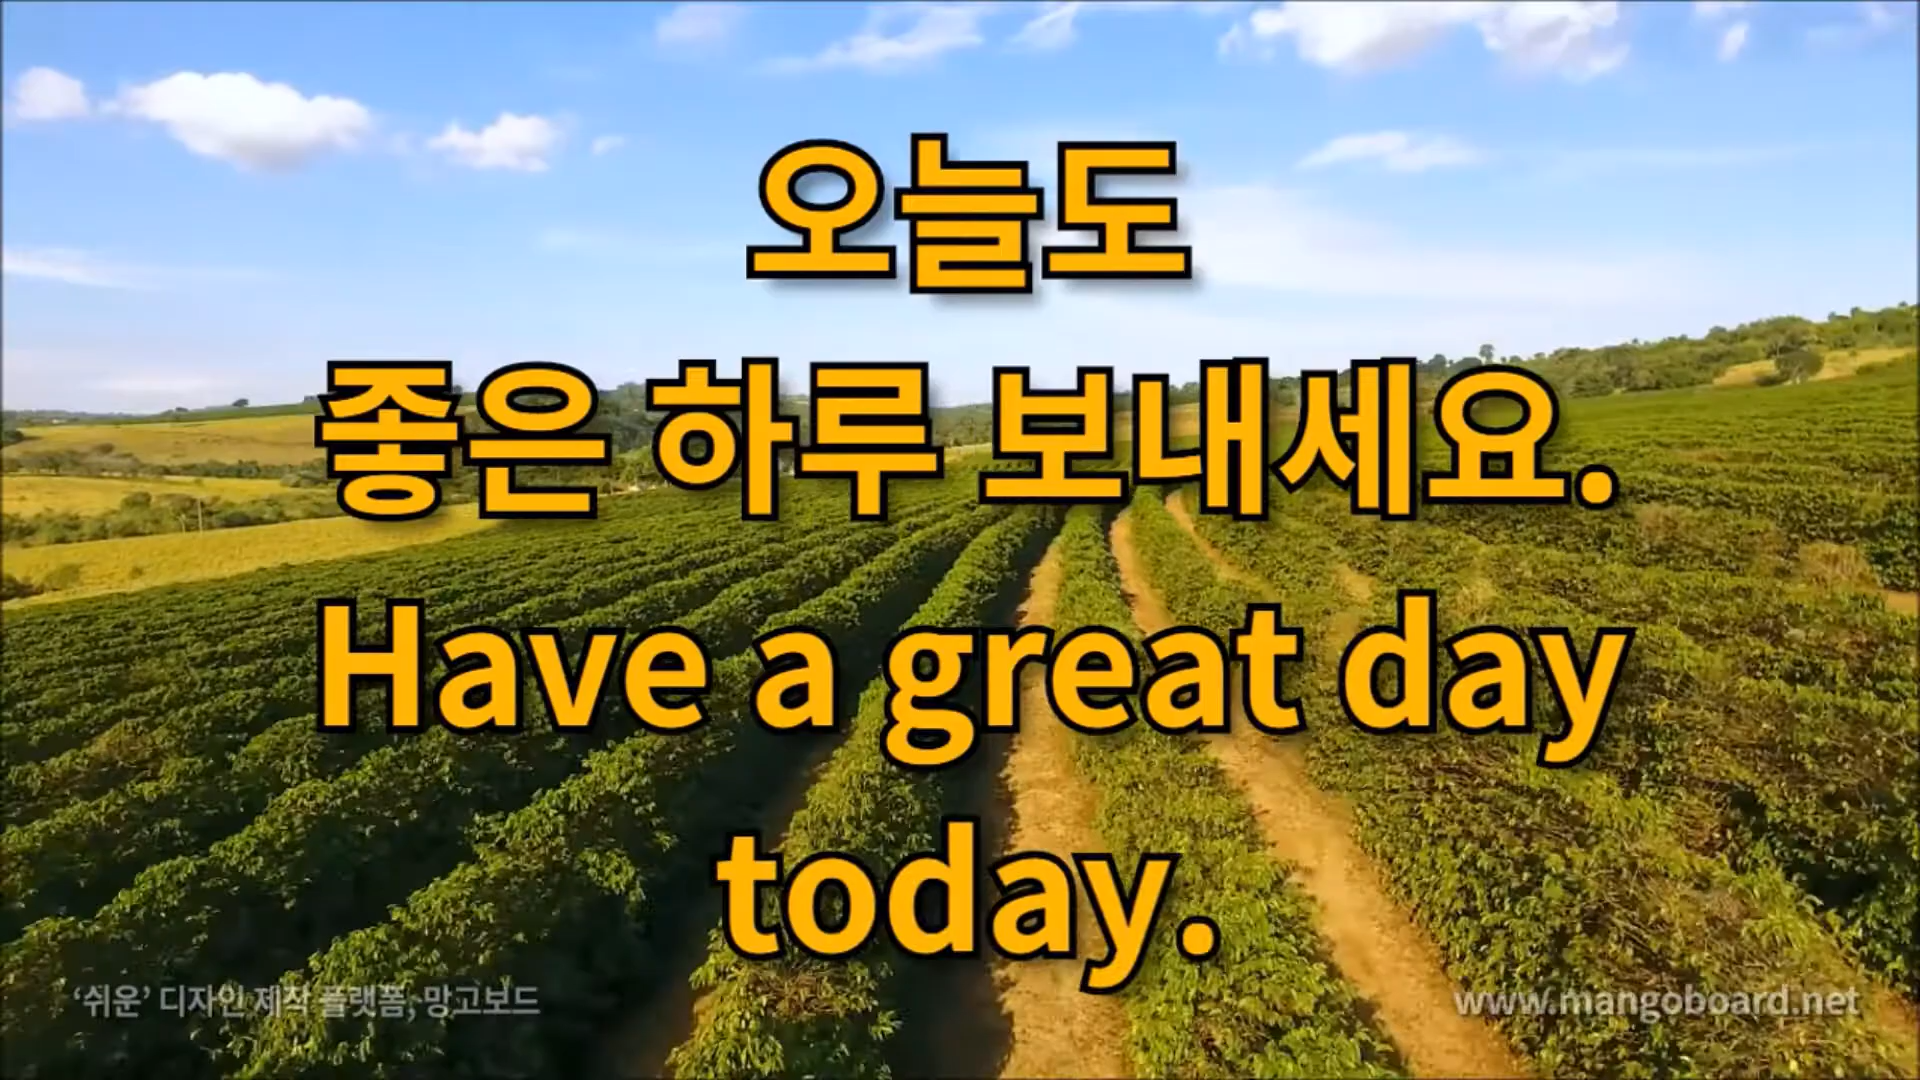 오늘도
좋은 하루 보내세요.
Have a great day
today.
‘쉬운’ 디자인 제작 플랫폼, 망고보드
www.mangoboard.net